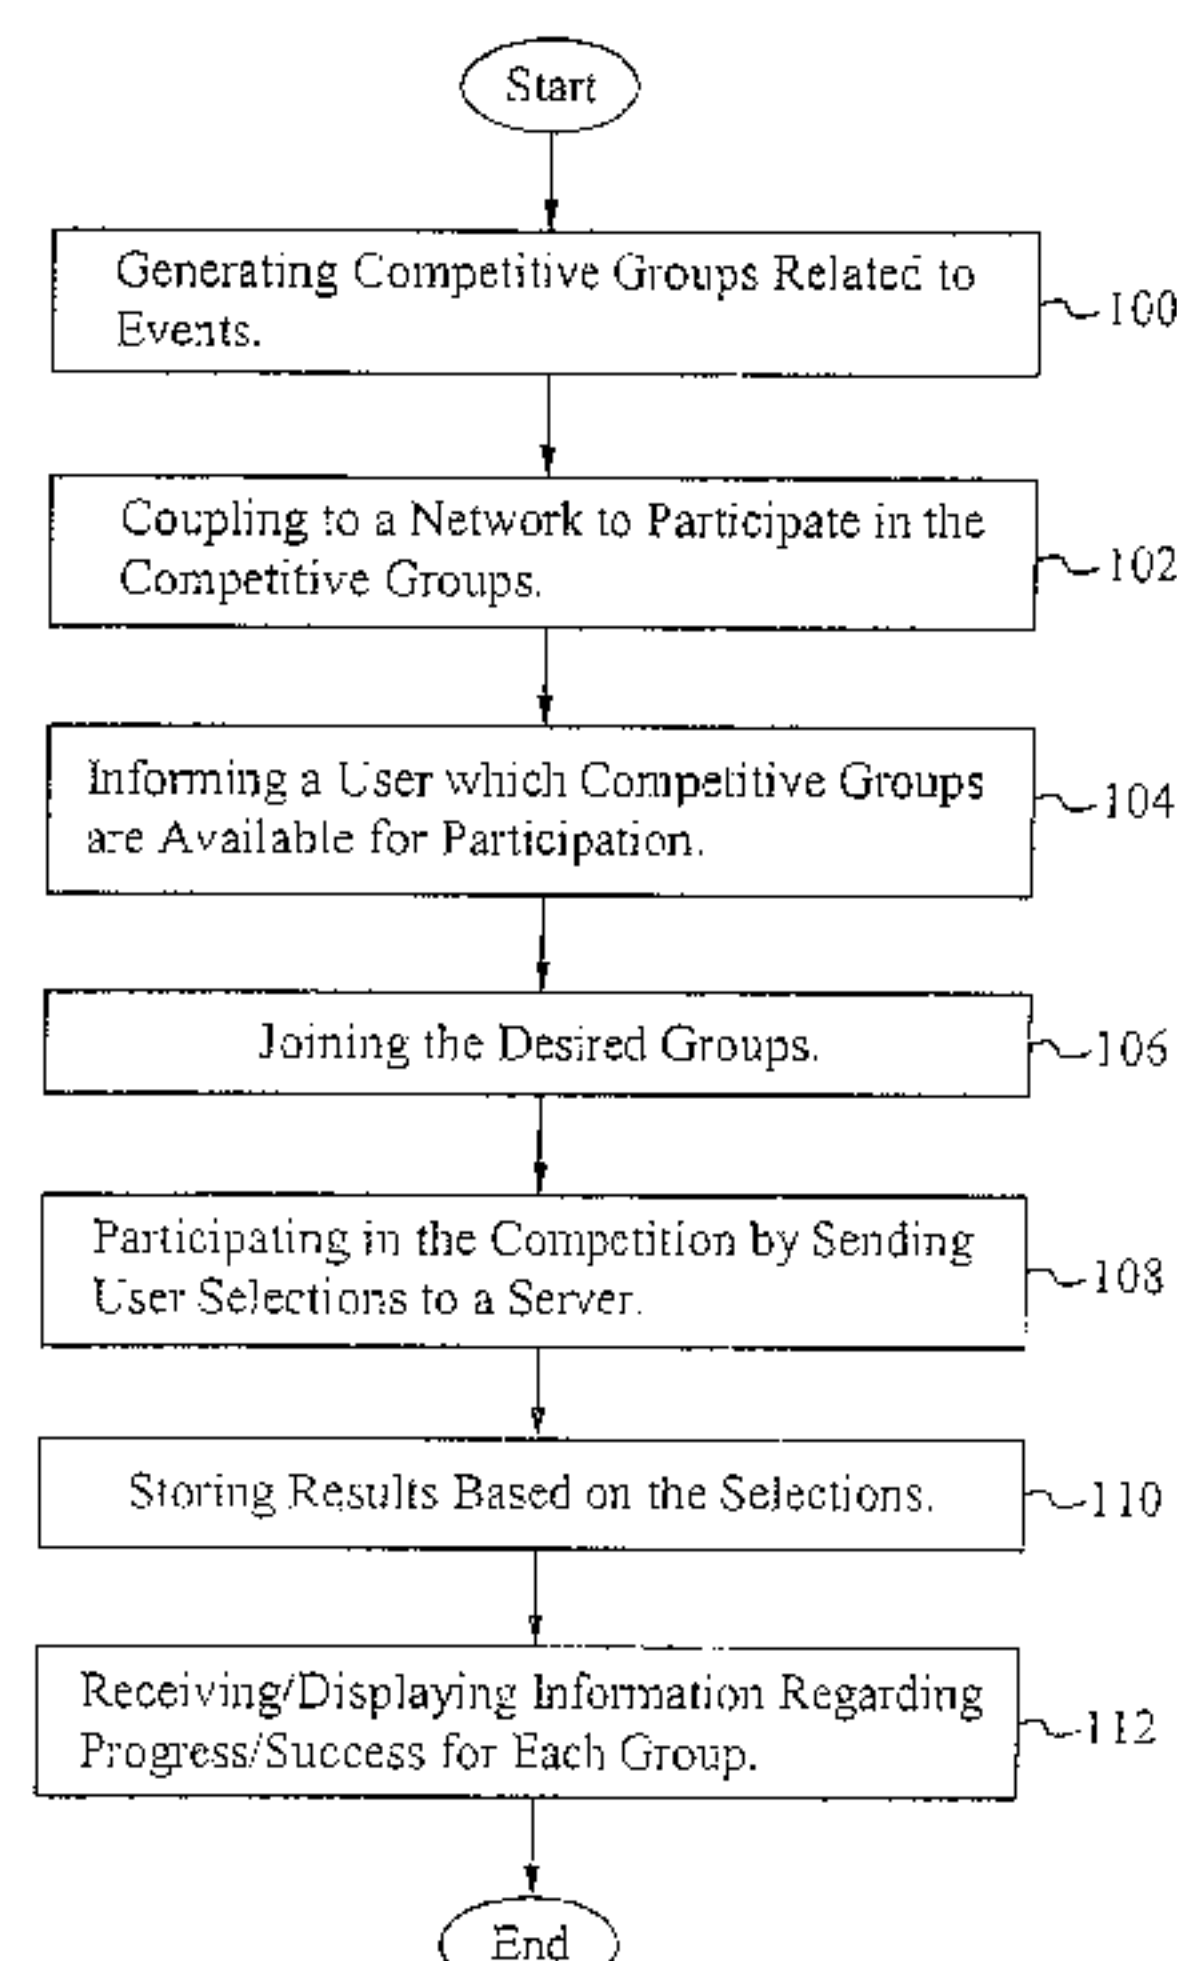 Start
Generating Competitive Groups Related to
Events.
100
Coupling to a Network to Participate in the
Competitive Groups.
102
Informing a User which Competitive Groups
are Available for Participation.
104
Joining the Desired Groups.
106
Participating in the Competition by Sending
User Selections to a Server.
108
Storing Results Based on the Selections.
110
Receiving/Displaying Information Regarding
Progress/Success for Each Group.
112
End